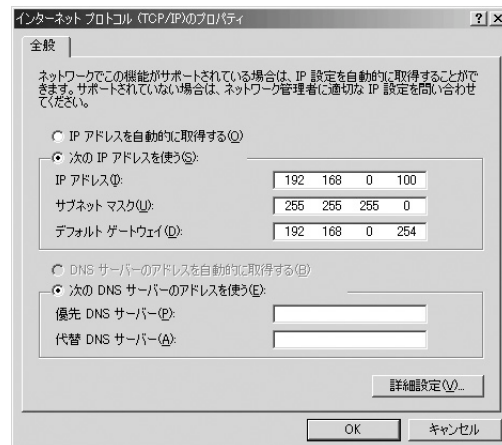 インターネット プロトコル (TCP/IP)のプロパティ
全般
ネットワークでこの機能がサポートされている場合は、IP 設定を自動的に取得することがで
きます。サポートされていない場合は、ネットワーク管理者に適切な IP 設定を問い合わせ
てください。
IP アドレスを自動的に取得する(O)
次の IP アドレスを使う(S):
IP アドレス(I): 192 168 0 100
サブネット マスク(U): 255 255 255 0
デフォルト ゲートウェイ(D): 192 168 0 254
DNS サーバーのアドレスを自動的に取得する(B)
次の DNS サーバーのアドレスを使う(E):
優先 DNS サーバー(P):
代替 DNS サーバー(A):
詳細設定(V)...
OK キャンセル